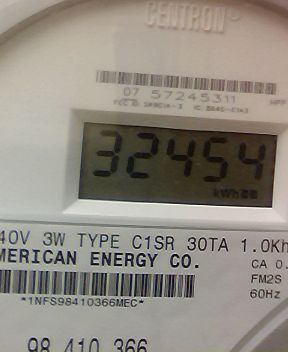 CENTRON®
07 57245311
32454
kWh
40V 3W TYPE C1SR 30TA 1.0Kh
MERICAN ENERGY CO.
CA 0.
FM2S
60Hz
*1NFS98410366MEC*
98 410 366